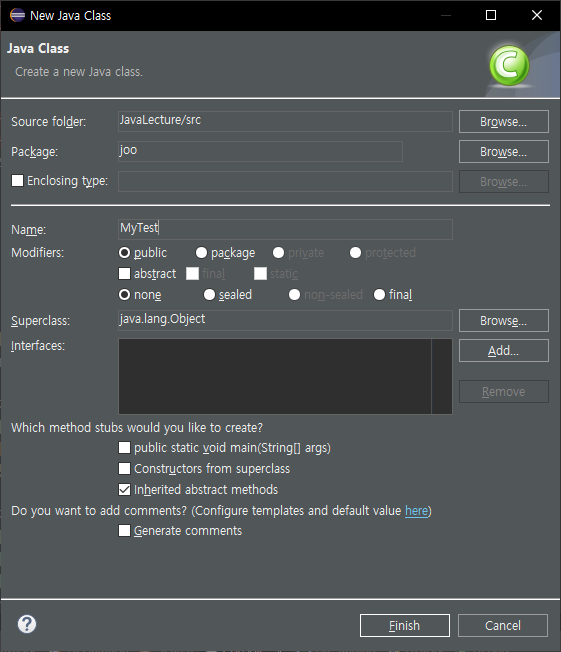 New Java Class
Java Class
Create a new Java class.
C
Source folder: JavaLecture/src Browse...
Package: joo Browse...
Enclosing type: Browse...
Name: MyTest
Modifiers: public package private protected
abstract final static
none sealed non-sealed final
Superclass: java.lang.Object Browse...
Interfaces: Add...
Remove
Which method stubs would you like to create?
public static void main(String[] args)
Constructors from superclass
Inherited abstract methods
Do you want to add comments? (Configure templates and default value here)
Generate comments
? Finish Cancel